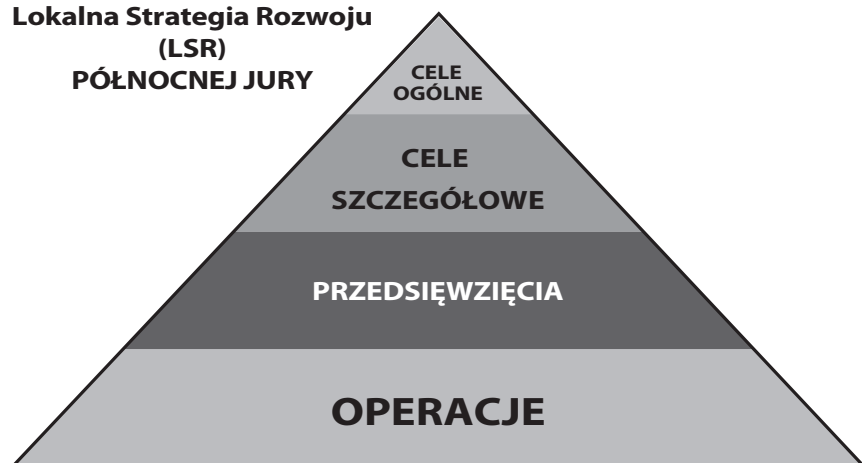 Lokalna Strategia Rozwoju
(LSR)
PÓŁNOCNEJ JURY
CELE
OGÓLNE
CELE
SZCZEGÓŁOWE
PRZEDSIĘWZIĘCIA
OPERACJE